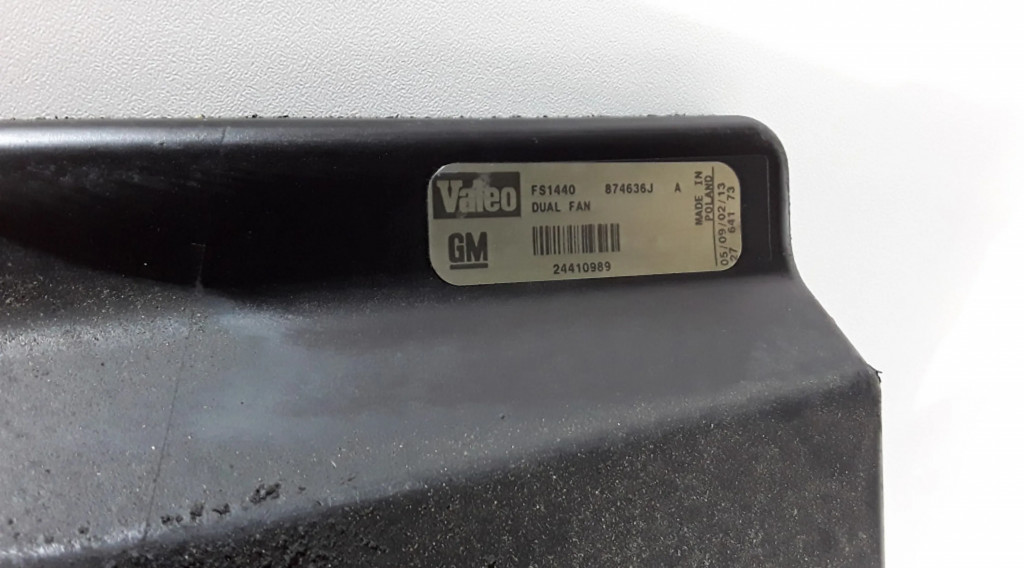 Valeo
FS1440 874636J A
DUAL FAN
GM
24410989
MADE IN
POLAND
05/09/02/13
27 641 73